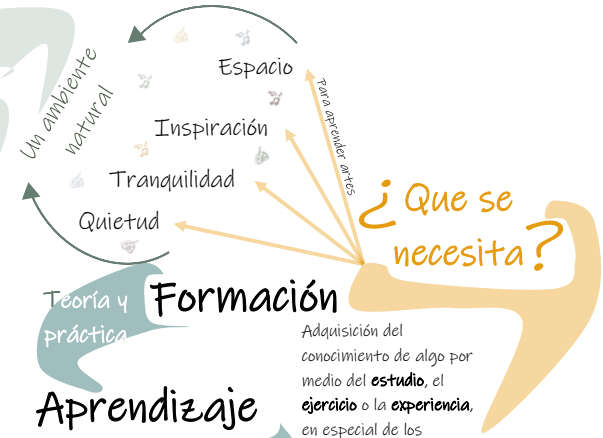 Un ambiente
natural
Espacio
Inspiración
Tranquilidad
Quietud
Para aprender artes
¿Que se
necesita?
Teoría y
práctica
Formación
Aprendizaje
Adquisición del
conocimiento de algo por
medio del estudio, el
ejercicio o la experiencia,
en especial de los